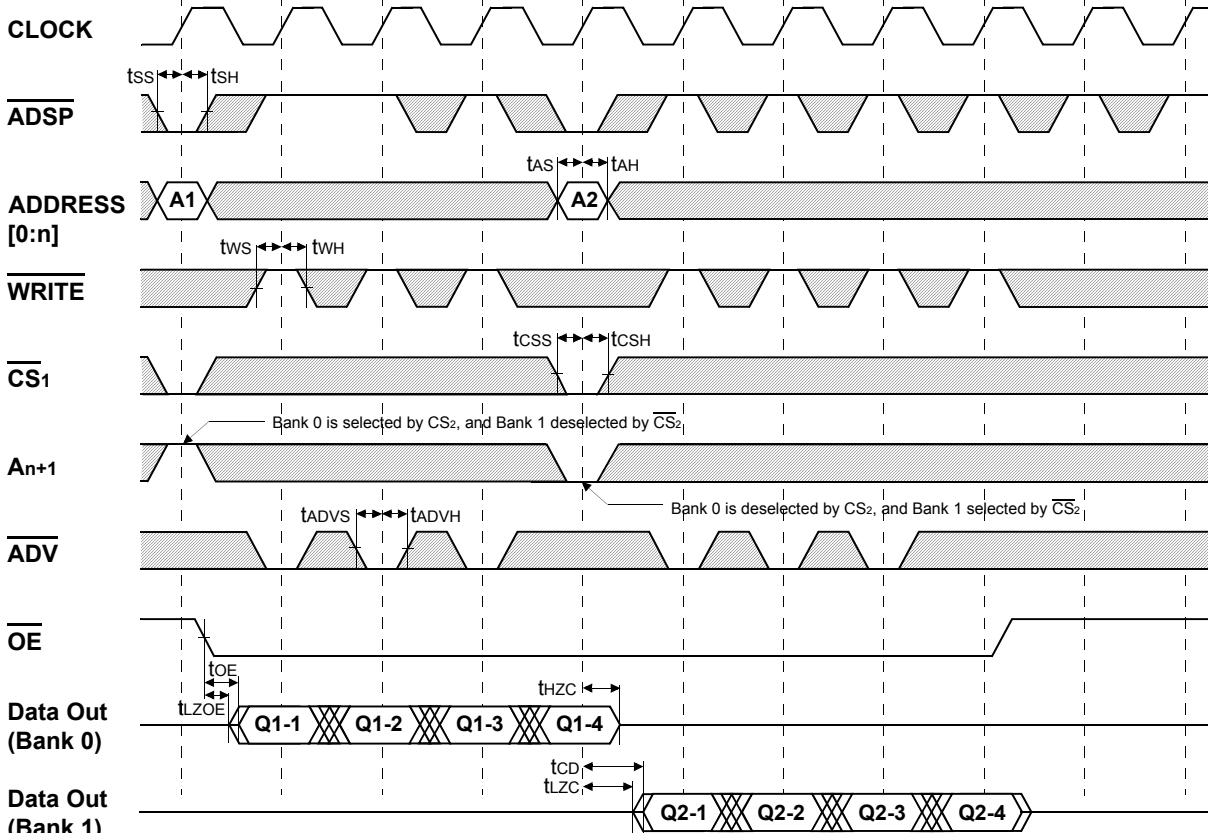 CLOCK
tSS tSH
ADSP
tAS tAH
ADDRESS
[0:n]
A1 A2
tWS tWH
WRITE
tCSS tCSH
CS1
Bank 0 is selected by CS2, and Bank 1 deselected by CS2
An+1
Bank 0 is deselected by CS2, and Bank 1 selected by CS2
tADVS tADVH
ADV
OE
tOE
tLZOE
tHZC
Data Out
(Bank 0)
Q1-1 Q1-2 Q1-3 Q1-4
tCD
tLZC
Data Out
(Bank 1)
Q2-1 Q2-2 Q2-3 Q2-4